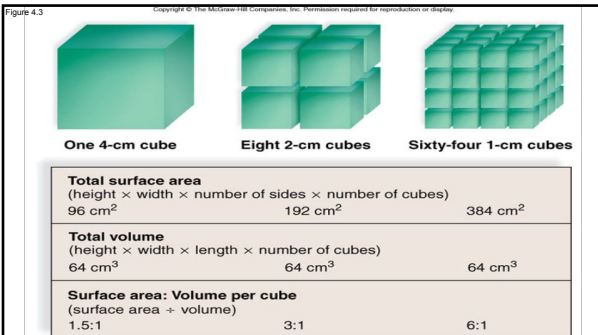 Figure 4.3
Copyright © The McGraw-Hill Companies, Inc. Permission required for reproduction or display.
One 4-cm cube Eight 2-cm cubes Sixty-four 1-cm cubes
Total surface area
(height × width × number of sides × number of cubes)
96 cm² 192 cm² 384 cm²
Total volume
(height × width × length × number of cubes)
64 cm³ 64 cm³ 64 cm³
Surface area: Volume per cube
(surface area ÷ volume)
1.5:1 3:1 6:1